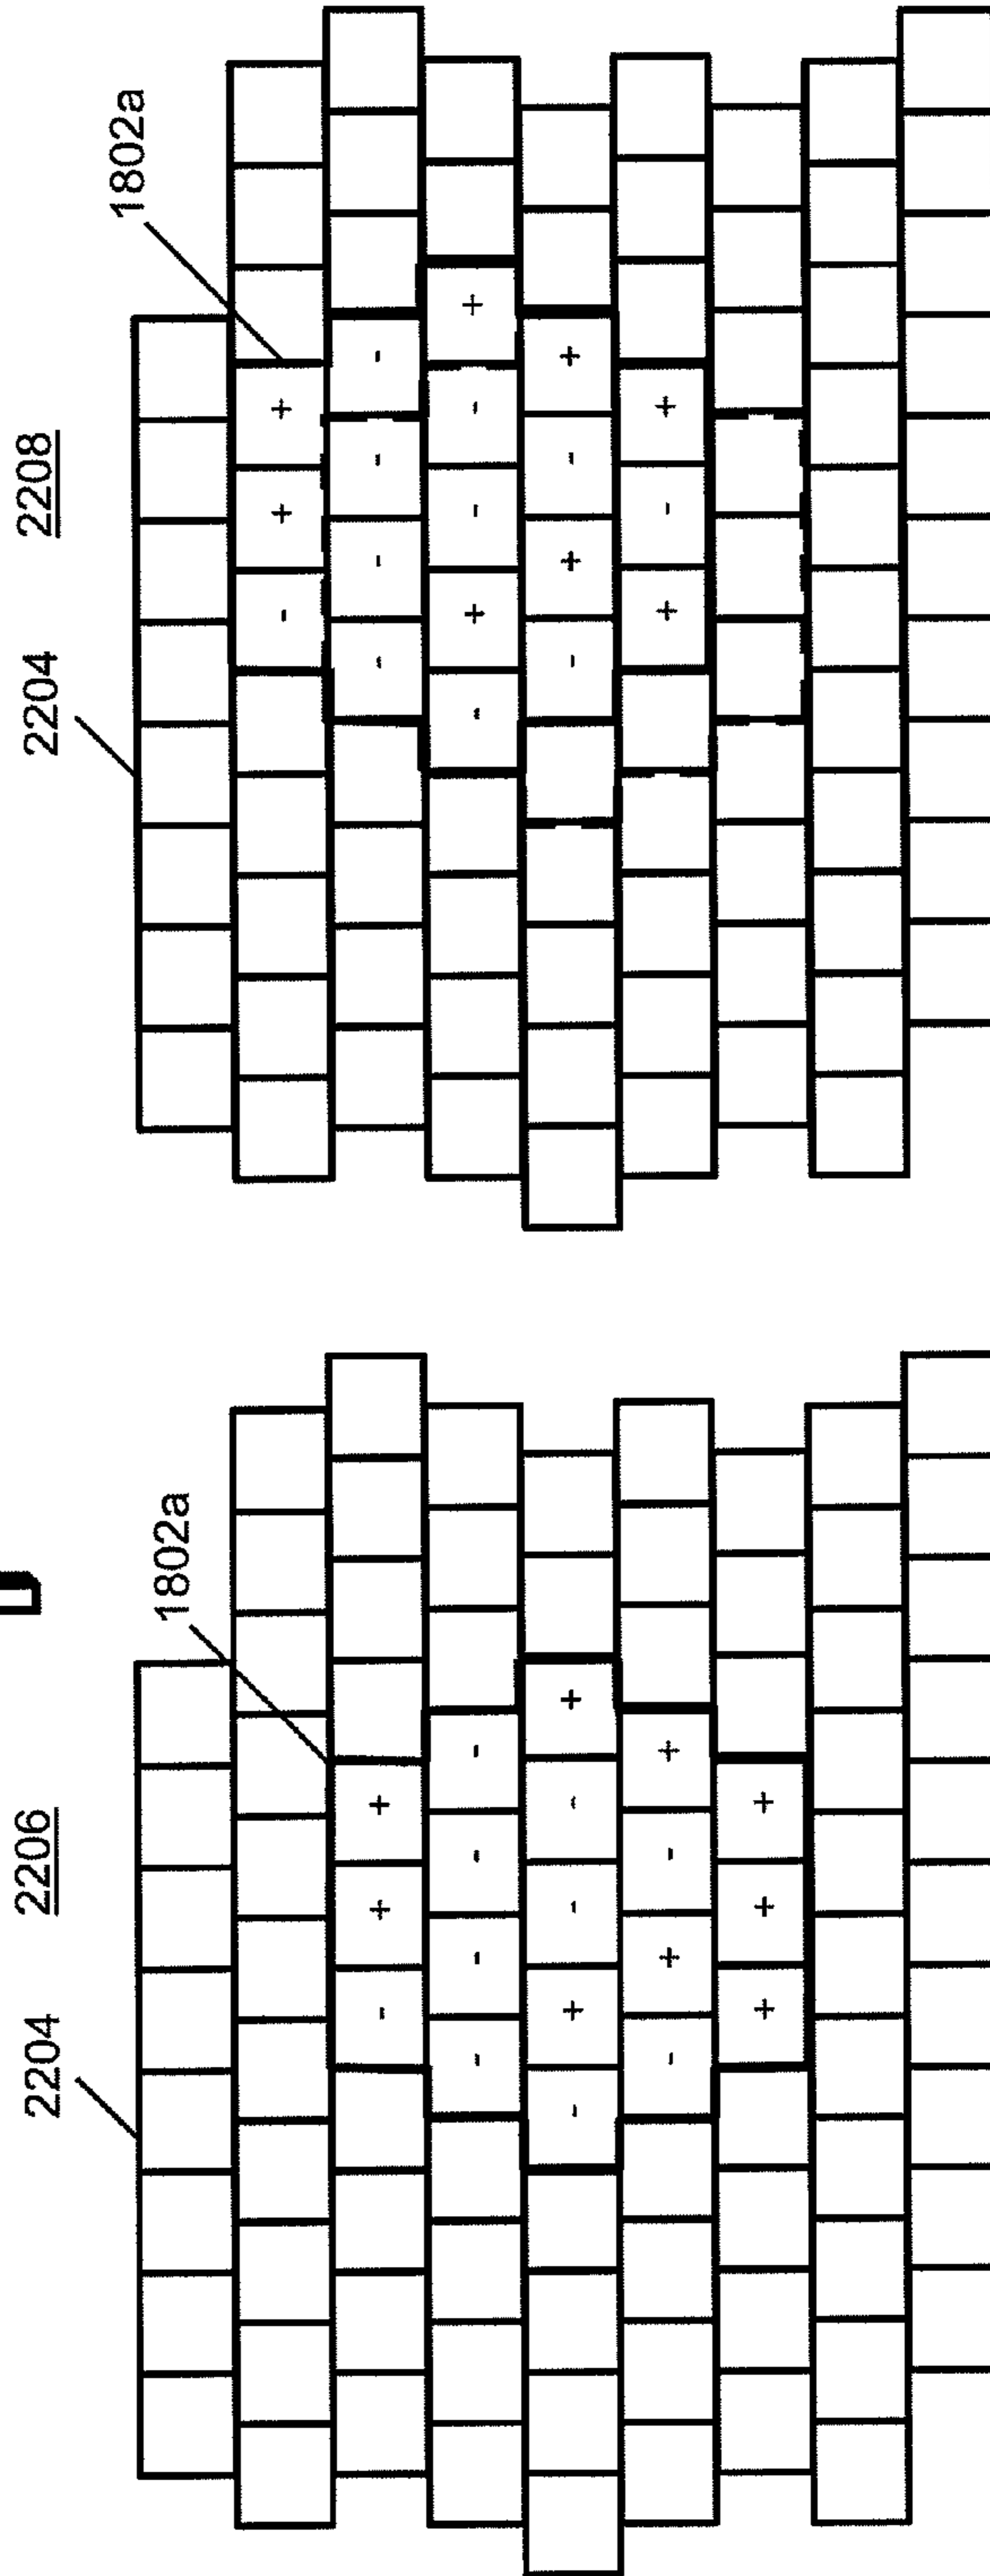 2204
2206
1802a
- + +
- - - -
- + - - +
- + - +
+ + +
2204
2208
1802a
- + +
- - - -
- + - - +
- + - +
+ - +